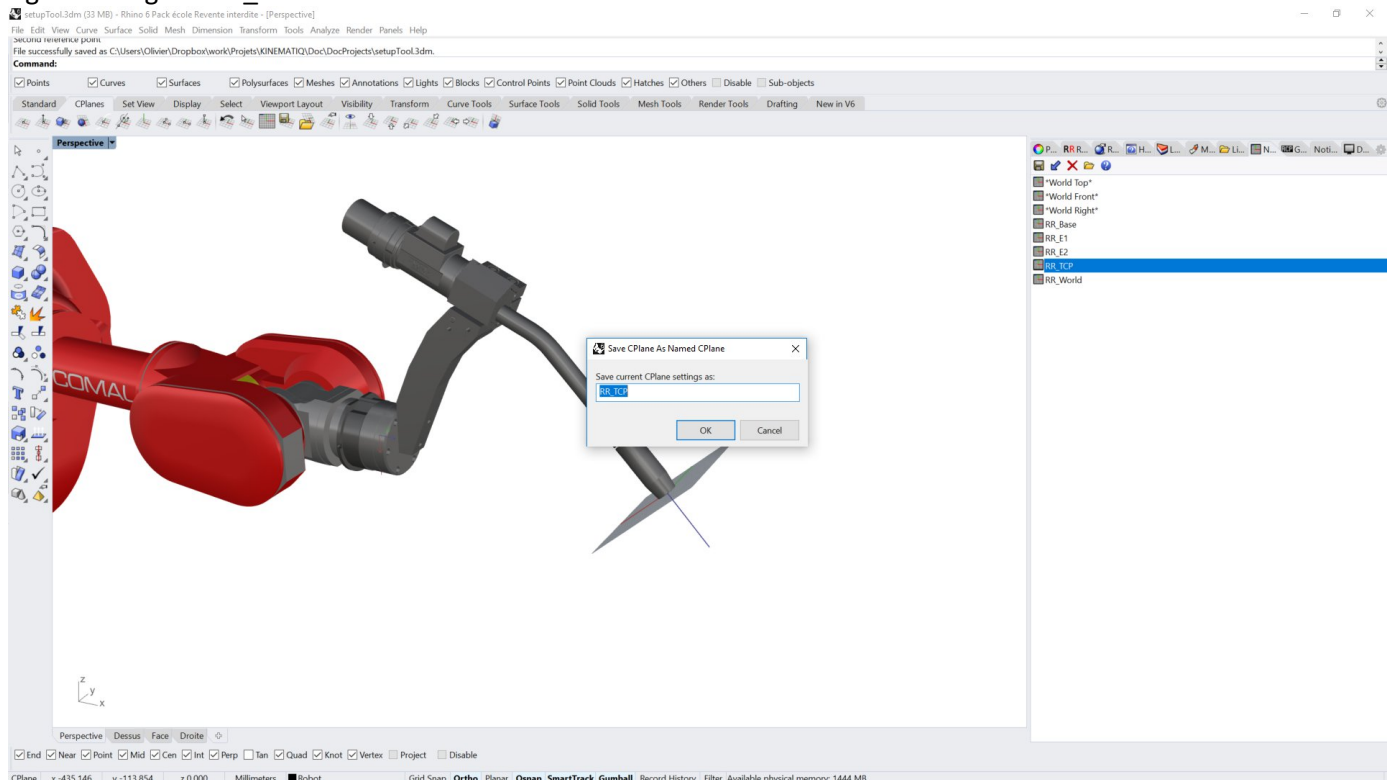 setupTool.3dm (33 MB) - Rhino 6 Pack école Revente interdite - [Perspective]
File Edit View Curve Surface Solid Mesh Dimension Transform Tools Analyze Render Panels Help
Second reference point
File successfully saved as C:\Users\Olivier\Dropbox\work\Projets\KINEMATIQ\Doc\DocProjects\setupTool.3dm.
Command:
Points Curves Surfaces Polysurfaces Meshes Annotations Lights Blocks Control Points Point Clouds Hatches Others Disable Sub-objects
Standard CPlanes Set View Display Select Viewport Layout Visibility Transform Curve Tools Surface Tools Solid Tools Mesh Tools Render Tools Drafting New in V6
Perspective
P... RR R... R... H... L... M... Li... N... G... Noti... D...
*World Top*
*World Front*
*World Right*
RR_Base
RR_E1
RR_E2
RR_TCP
RR_World
COMAU
Save CPlane As Named CPlane
Save current CPlane settings as:
RR_TCP
OK Cancel
z
y
x
Perspective Dessus Face Droite
End Near Point Mid Cen Int Perp Tan Quad Knot Vertex Project Disable
CPlane x -435.146 y -113.854 z 0.000 Millimeters Robot Grid Snap Ortho Planar Osnap SmartTrack Gumball Record History Filter Available physical memory: 1444 MB